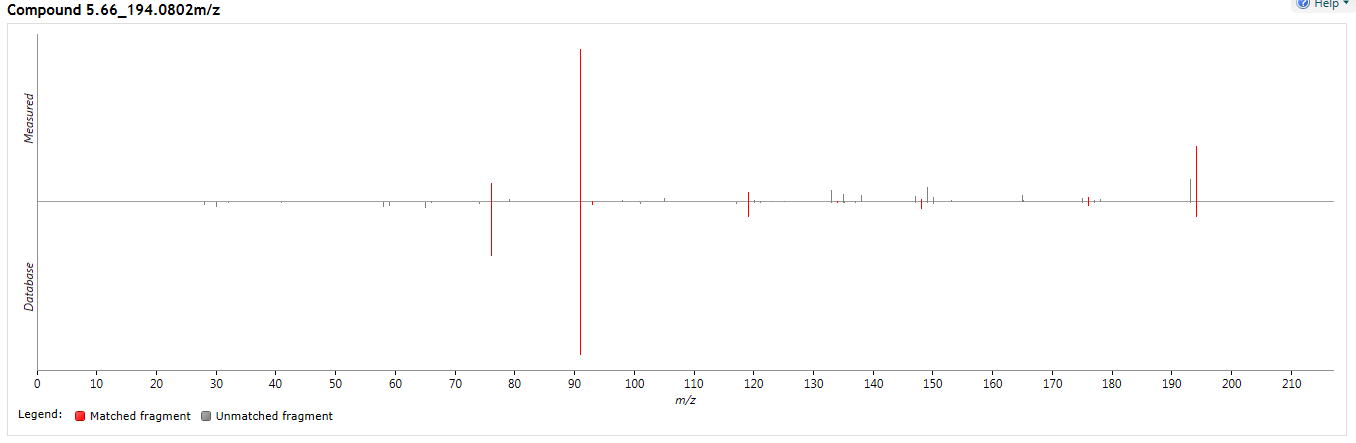 Compound 5.66_194.0802m/z
? Help
Measured
Database
0 10 20 30 40 50 60 70 80 90 100 110 120 130 140 150 160 170 180 190 200 210
m/z
Legend: Matched fragment Unmatched fragment